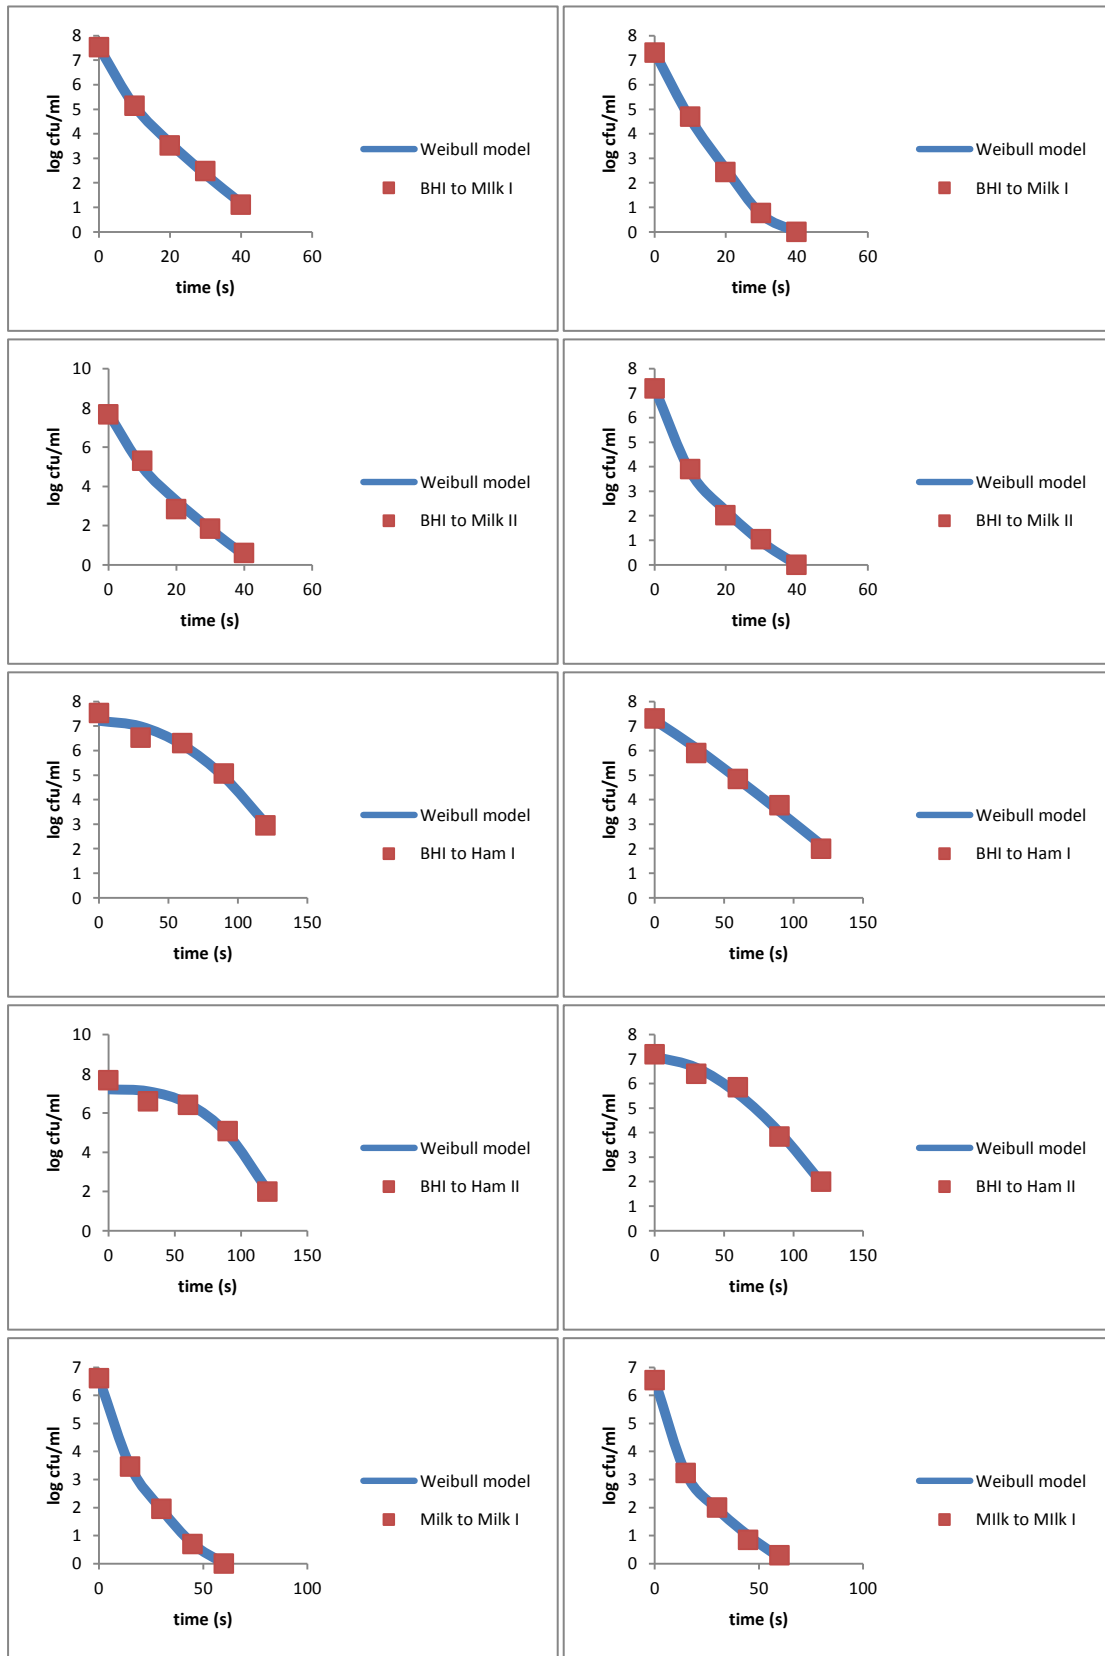 8
7
6
5
4
3
2
1
0
0 20 40 60
log cfu/ml
time (s)
Weibull model
BHI to MIlk I
8
7
6
5
4
3
2
1
0
0 20 40 60
log cfu/ml
time (s)
Weibull model
BHI to Milk I
10
8
6
4
2
0
0 20 40 60
log cfu/ml
time (s)
Weibull model
BHI to Milk II
8
7
6
5
4
3
2
1
0
0 20 40 60
log cfu/ml
time (s)
Weibull model
BHI to Milk II
8
7
6
5
4
3
2
1
0
0 50 100 150
log cfu/ml
time (s)
Weibull model
BHI to Ham I
8
7
6
5
4
3
2
1
0
0 50 100 150
log cfu/ml
time (s)
Weibull model
BHI to Ham I
10
8
6
4
2
0
0 50 100 150
log cfu/ml
time (s)
Weibull model
BHI to Ham II
8
7
6
5
4
3
2
1
0
0 50 100 150
log cfu/ml
time (s)
Weibull model
BHI to Ham II
7
6
5
4
3
2
1
0
0 50 100
log cfu/ml
time (s)
Weibull model
Milk to Milk I
7
6
5
4
3
2
1
0
0 50 100
log cfu/ml
time (s)
Weibull model
MIlk to MIlk I